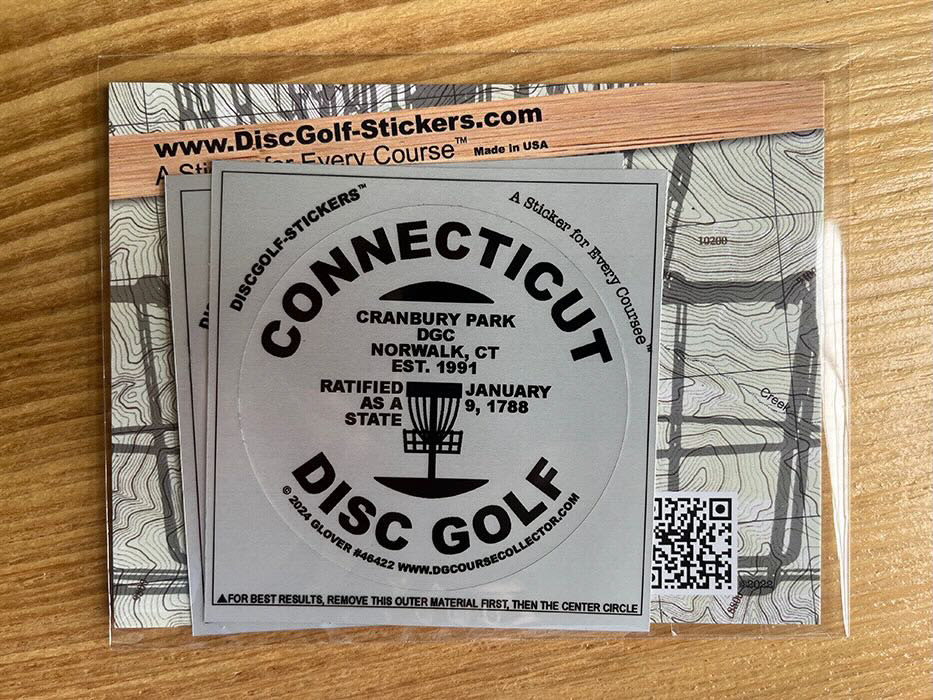 www.DiscGolf-Stickers.com
A Sticker for Every Course™ Made in USA
DISCGOLF-STICKERS™
A Sticker for Every Coursee™
CONNECTICUT
CRANBURY PARK
DGC
NORWALK, CT
EST. 1991
RATIFIED JANUARY
AS A 9, 1788
STATE
DISC GOLF
© 2024 GLOVER #46422 WWW.DGCOURSECOLLECTOR.COM
▲FOR BEST RESULTS, REMOVE THIS OUTER MATERIAL FIRST, THEN THE CENTER CIRCLE
10200
Creek
2022